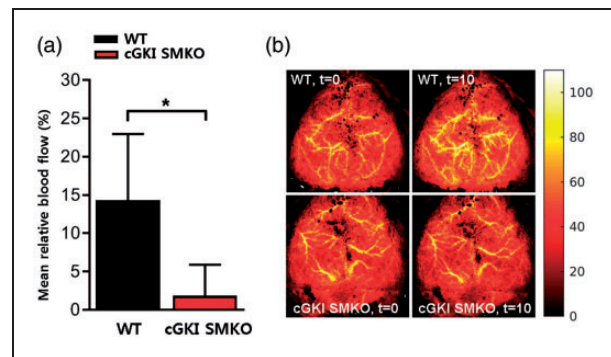 (a)
WT
cGKI SMKO
30
25
20
15
10
5
0
Mean relative blood flow (%)
*
WT cGKI SMKO
(b)
WT, t=0
WT, t=10
cGKI SMKO, t=0
cGKI SMKO, t=10
100
80
60
40
20
0